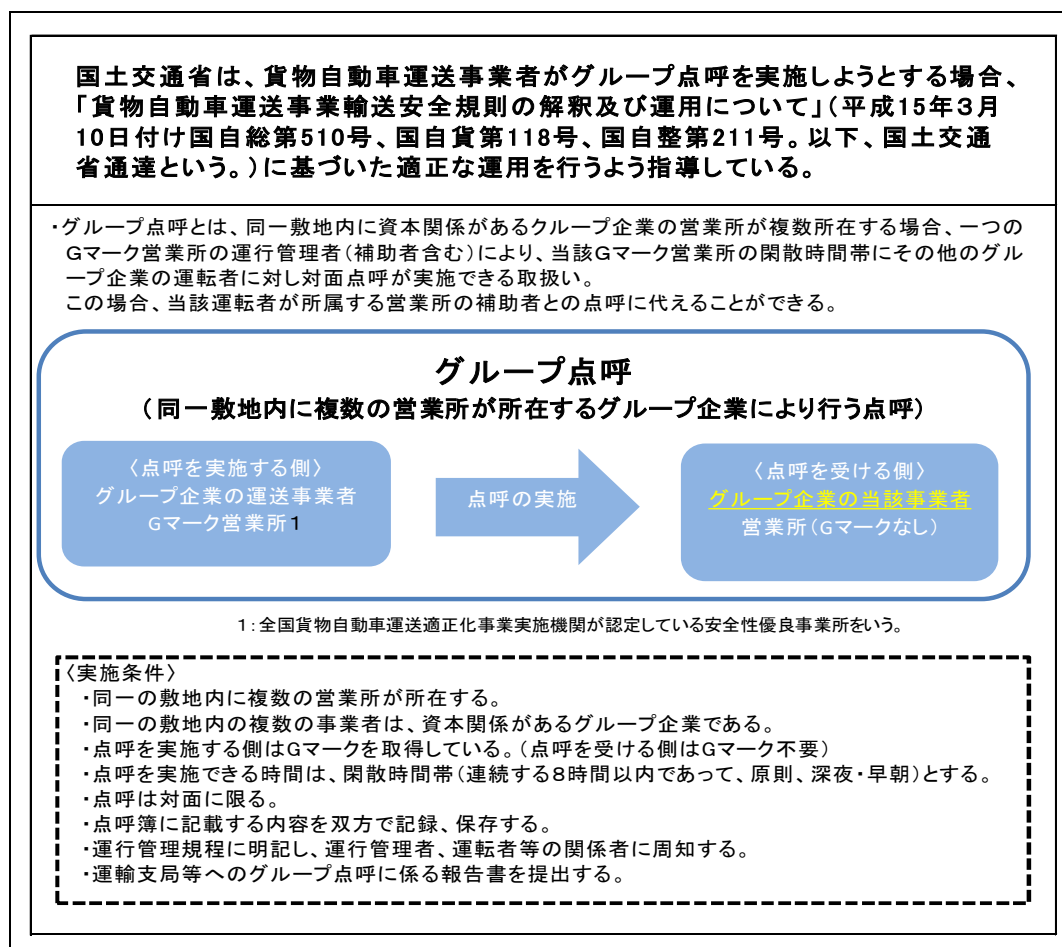 国土交通省は、貨物自動車運送事業者がグループ点呼を実施しようとする場合、
「貨物自動車運送事業輸送安全規則の解釈及び運用について」(平成15年３月
10日付け国自総第510号、国自貨第118号、国自整第211号。以下、国土交通
省通達という。)に基づいた適正な運用を行うよう指導している。
・グループ点呼とは、同一敷地内に資本関係があるクループ企業の営業所が複数所在する場合、一つの
Gマーク営業所の運行管理者(補助者含む)により、当該Gマーク営業所の閑散時間帯にその他のグル
ープ企業の運転者に対し対面点呼が実施できる取扱い。
この場合、当該運転者が所属する営業所の補助者との点呼に代えることができる。
グループ点呼
(同一敷地内に複数の営業所が所在するグループ企業により行う点呼)
〈点呼を実施する側〉
グループ企業の運送事業者
Gマーク営業所1
点呼の実施
〈点呼を受ける側〉
グループ企業の当該事業者
営業所(Gマークなし)
1:全国貨物自動車運送適正化事業実施機関が認定している安全性優良事業所をいう。
〈実施条件〉
・同一の敷地内に複数の営業所が所在する。
・同一の敷地内の複数の事業者は、資本関係があるグループ企業である。
・点呼を実施する側はGマークを取得している。(点呼を受ける側はGマーク不要)
・点呼を実施できる時間は、閑散時間帯(連続する８時間以内であって、原則、深夜・早朝)とする。
・点呼は対面に限る。
・点呼簿に記載する内容を双方で記録、保存する。
・運行管理規程に明記し、運行管理者、運転者等の関係者に周知する。
・運輸支局等へのグループ点呼に係る報告書を提出する。